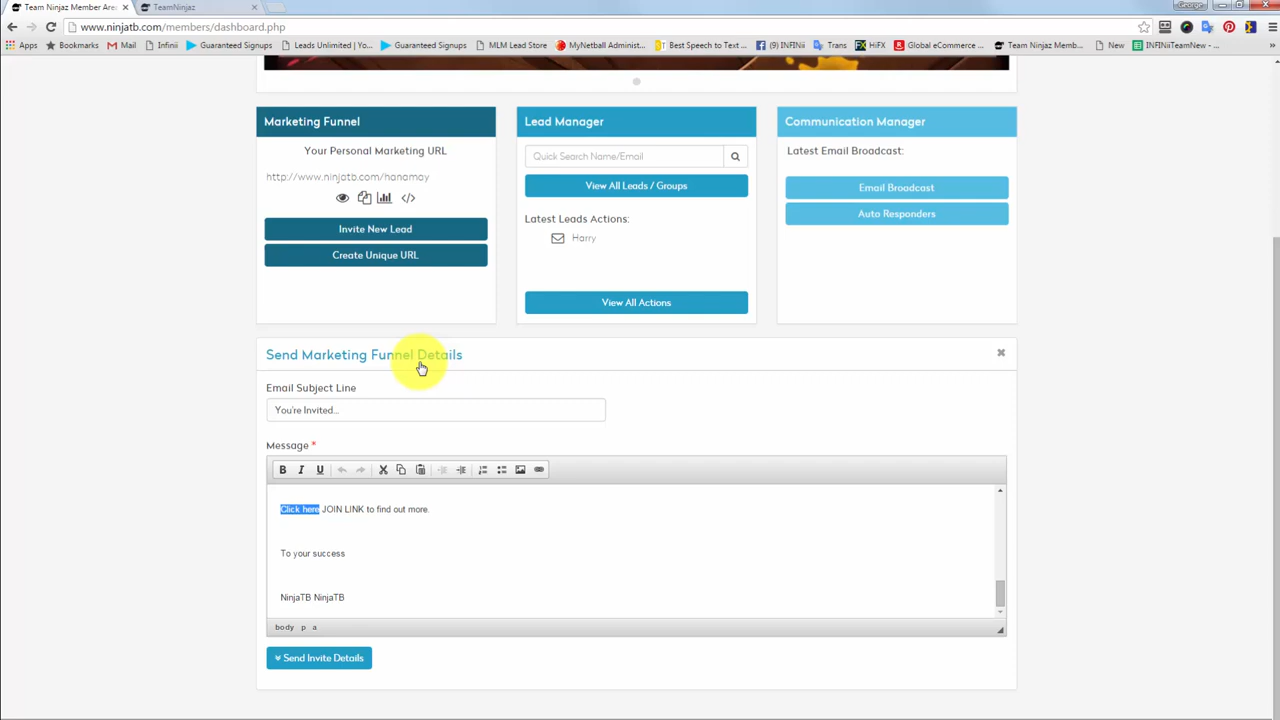 Team Ninjaz Member Are
TeamNinjaz
George
www.ninjatb.com/members/dashboard.php
Apps Bookmarks Mail Infinii Guaranteed Signups Leads Unlimited | Yo... Guaranteed Signups MLM Lead Store MyNetball Administ... Best Speech to Text ... (9) INFINii Trans HiFX Global eCommerce ... Team Ninjaz Memb... New INFINiiTeamNew - ... »
Marketing Funnel
Your Personal Marketing URL
http://www.ninjatb.com/hanamay
Invite New Lead
Create Unique URL
Lead Manager
Quick Search Name/Email
View All Leads / Groups
Latest Leads Actions:
Harry
View All Actions
Communication Manager
Latest Email Broadcast:
Email Broadcast
Auto Responders
Send Marketing Funnel Details
Email Subject Line
You're Invited...
Message *
B I U
Click here JOIN LINK to find out more.
To your success
NinjaTB NinjaTB
body p a
Send Invite Details